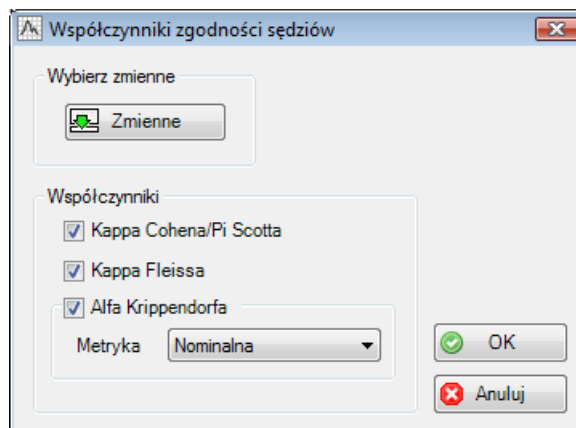 Współczynniki zgodności sędziów
Wybierz zmienne
Zmienne
Współczynniki
Kappa Cohena/Pi Scotta
Kappa Fleissa
Alfa Krippendorfa
Metryka Nominalna
OK
Anuluj